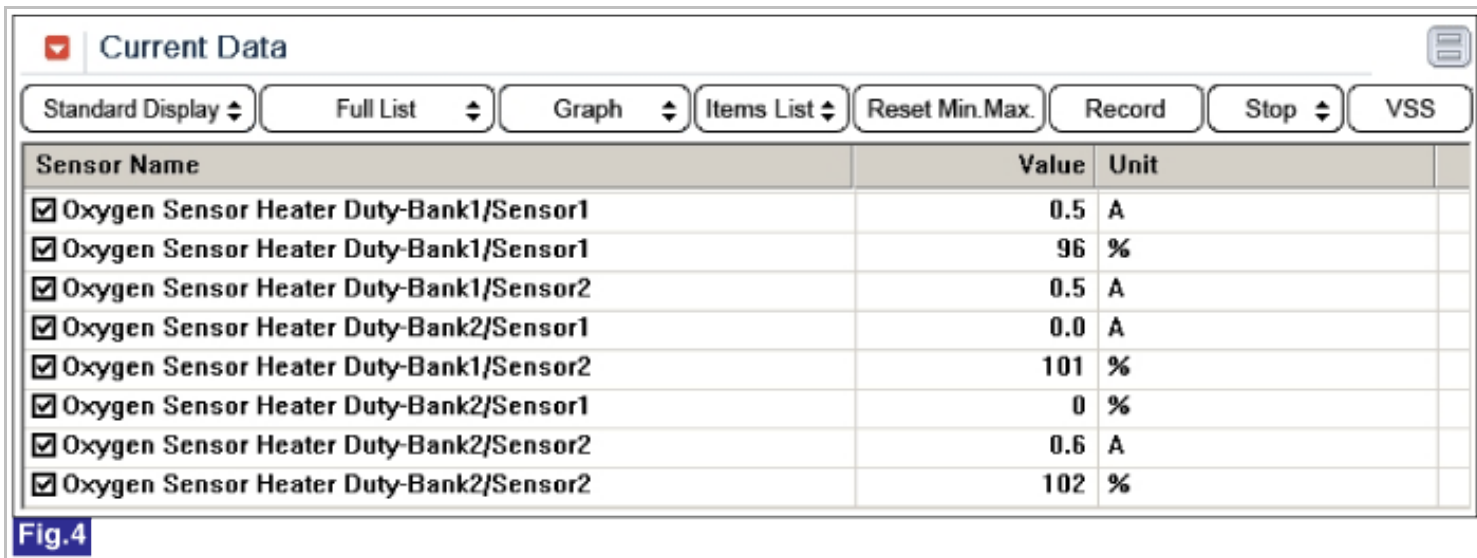 Current Data
Standard Display Full List Graph Items List Reset Min.Max. Record Stop VSS
Sensor Name Value Unit
Oxygen Sensor Heater Duty-Bank1/Sensor1 0.5 A
Oxygen Sensor Heater Duty-Bank1/Sensor1 96 %
Oxygen Sensor Heater Duty-Bank1/Sensor2 0.5 A
Oxygen Sensor Heater Duty-Bank2/Sensor1 0.0 A
Oxygen Sensor Heater Duty-Bank1/Sensor2 101 %
Oxygen Sensor Heater Duty-Bank2/Sensor1 0 %
Oxygen Sensor Heater Duty-Bank2/Sensor2 0.6 A
Oxygen Sensor Heater Duty-Bank2/Sensor2 102 %
Fig.4